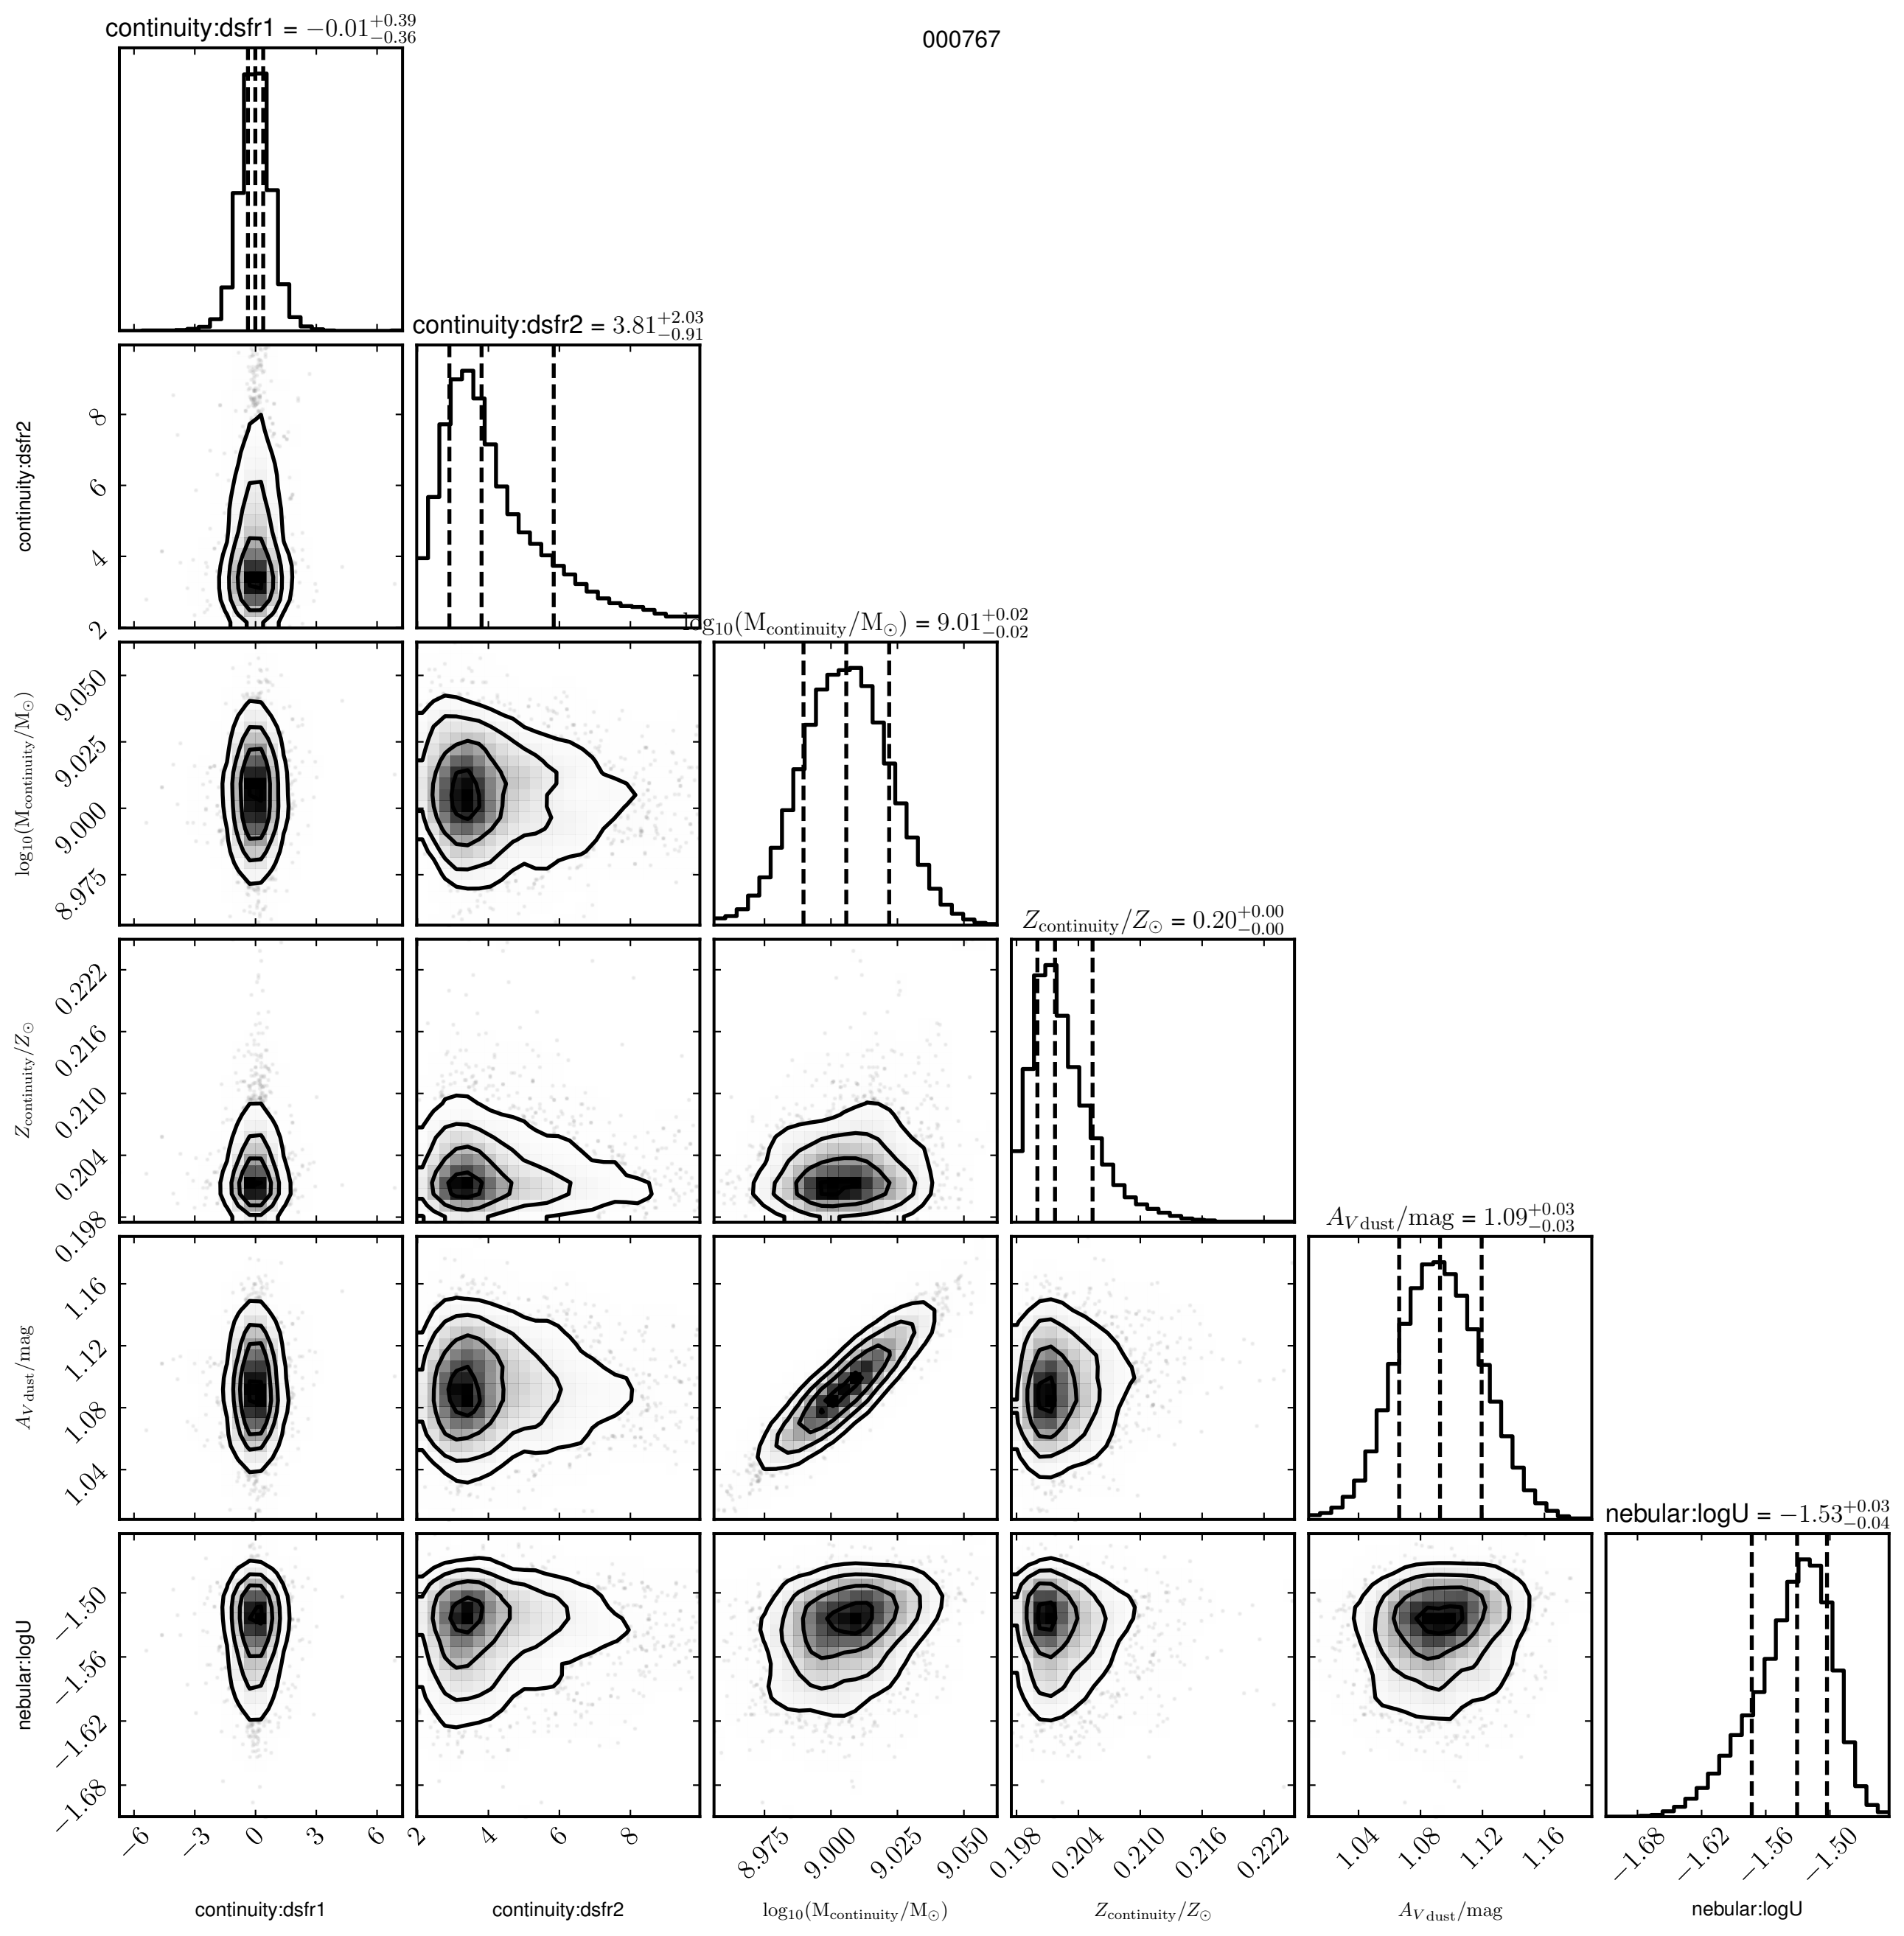 000767
continuity:dsfr1 = −0.01 +0.39 −0.36
continuity:dsfr2 = 3.81 +2.03 −0.91
continuity:dsfr2
8
6
4
2
log10(Mcontinuity/M⊙) = 9.01 +0.02 −0.02
log10(Mcontinuity/M⊙)
9.050
9.025
9.000
8.975
Zcontinuity/Z⊙ = 0.20 +0.00 −0.00
Zcontinuity/Z⊙
0.222
0.216
0.210
0.204
0.198
AV dust/mag = 1.09 +0.03 −0.03
AV dust/mag
1.16
1.12
1.08
1.04
nebular:logU = −1.53 +0.03 −0.04
nebular:logU
−1.50
−1.56
−1.62
−1.68
−6 −3 0 3 6
2 4 6 8
8.975 9.000 9.025 9.050
0.198 0.204 0.210 0.216 0.222
1.04 1.08 1.12 1.16
−1.68 −1.62 −1.56 −1.50
continuity:dsfr1
continuity:dsfr2
log10(Mcontinuity/M⊙)
Zcontinuity/Z⊙
AV dust/mag
nebular:logU